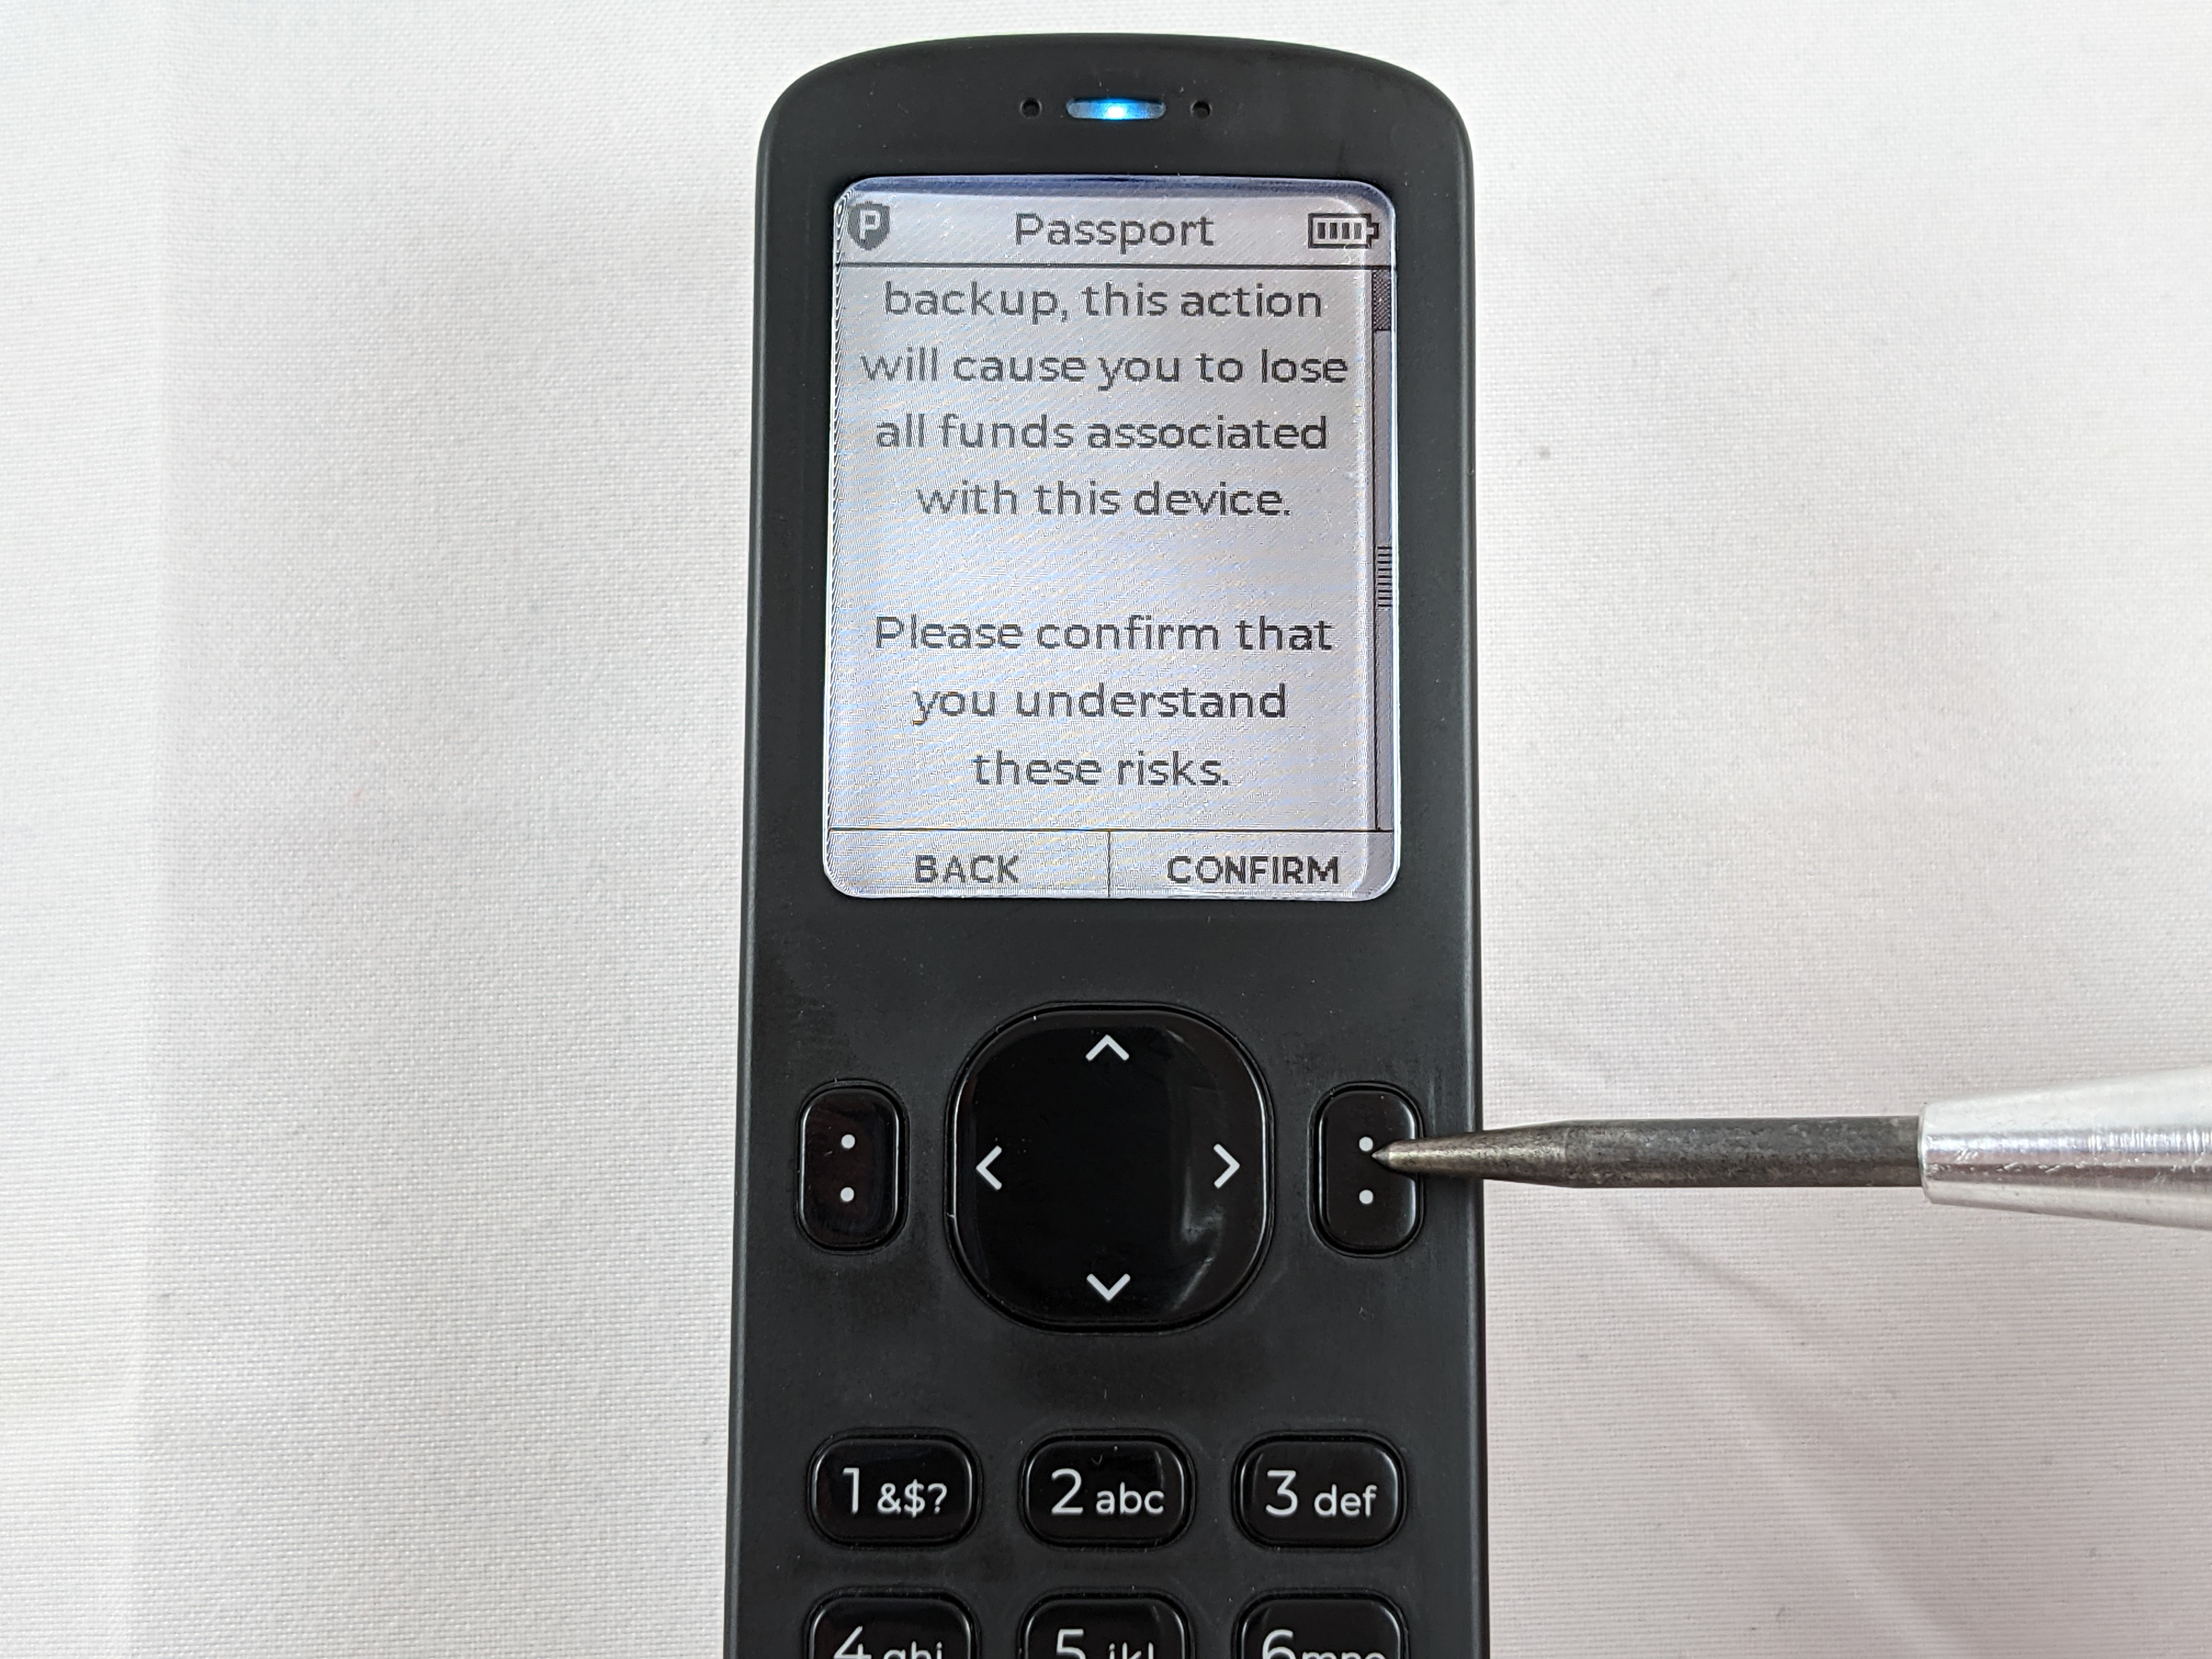 P Passport
backup, this action
will cause you to lose
all funds associated
with this device.
Please confirm that
you understand
these risks.
BACK CONFIRM
1 &$? 2 abc 3 def
4 ghi 5 jkl 6 mno